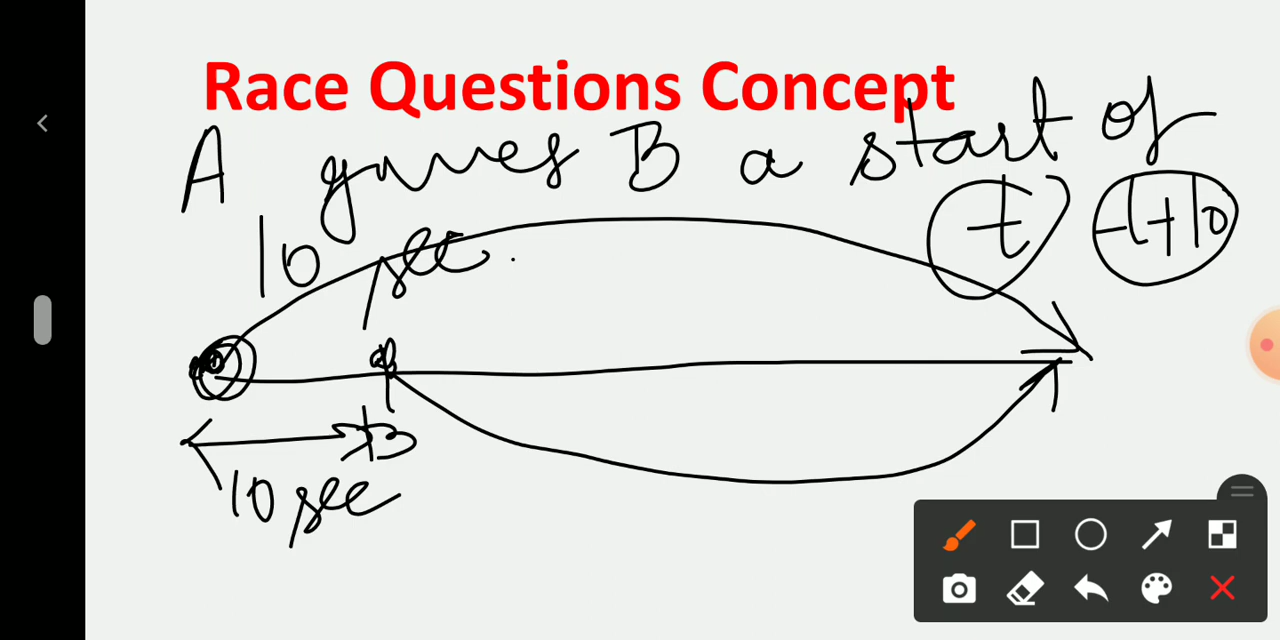 Race Questions Concept
A gives B a start of
10 sec.
t t+10
B
10 sec